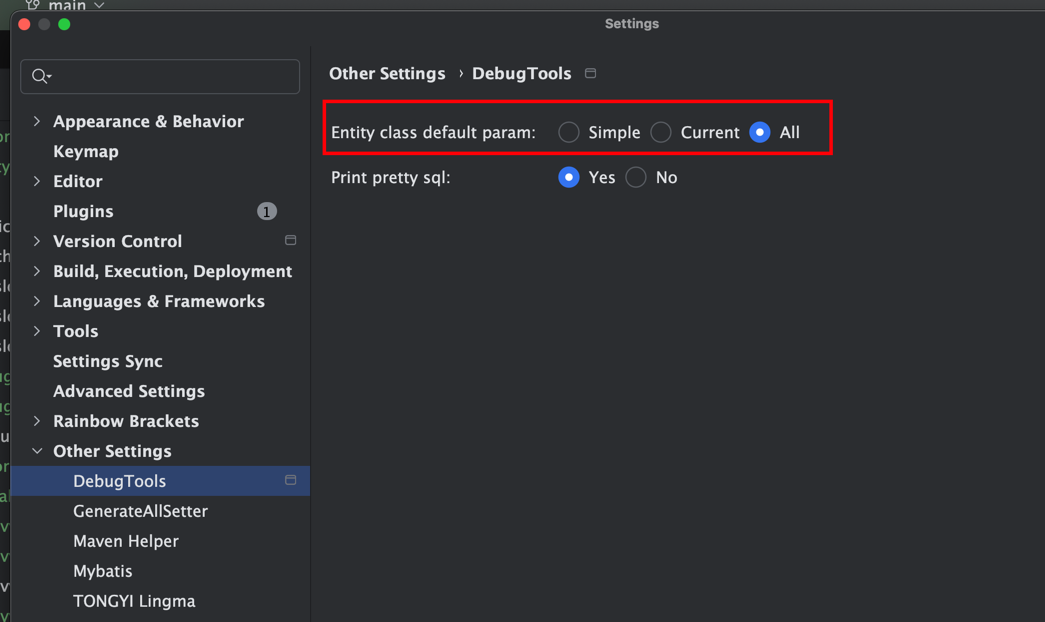 main
Settings
Other Settings › DebugTools
Entity class default param: Simple Current All
Print pretty sql: Yes No
Appearance & Behavior
Keymap
Editor
Plugins 1
Version Control
Build, Execution, Deployment
Languages & Frameworks
Tools
Settings Sync
Advanced Settings
Rainbow Brackets
Other Settings
DebugTools
GenerateAllSetter
Maven Helper
Mybatis
TONGYI Lingma